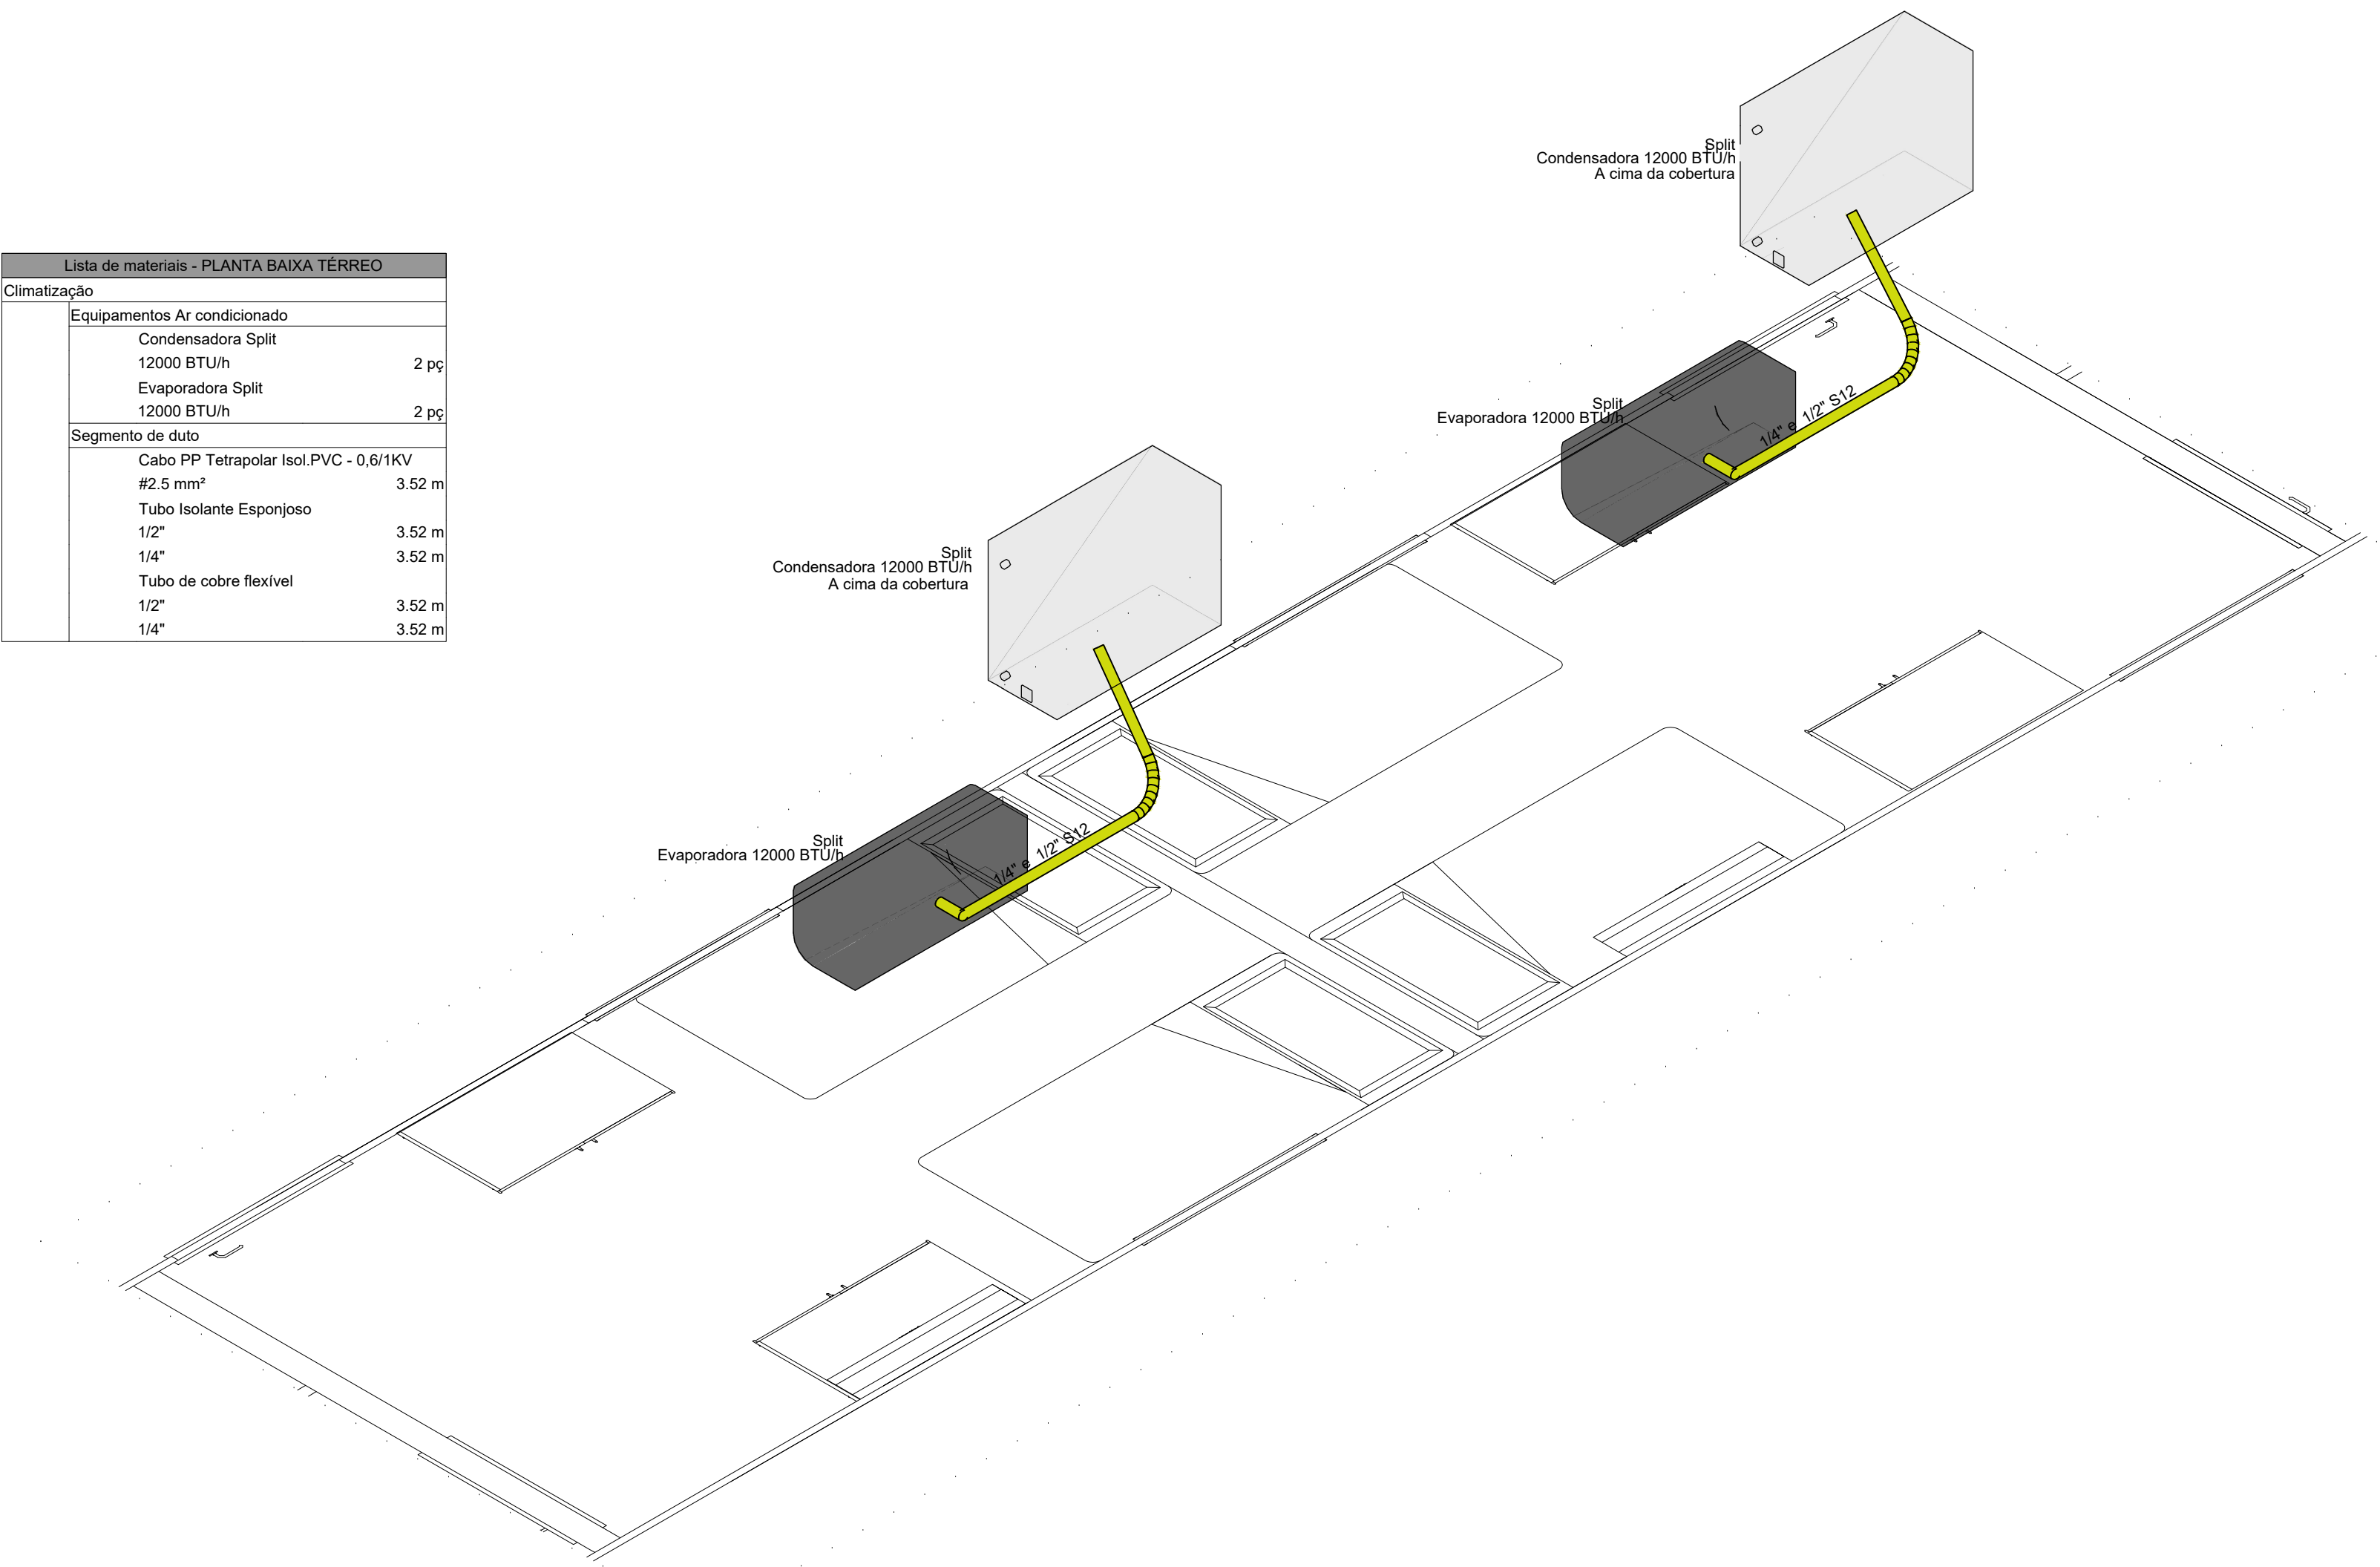 Split
Condensadora 12000 BTU/h
A cima da cobertura
Lista de materiais - PLANTA BAIXA TÉRREO
Climatização
Equipamentos Ar condicionado
Condensadora Split
12000 BTU/h 2 pç
Evaporadora Split
12000 BTU/h 2 pç
Segmento de duto
Cabo PP Tetrapolar Isol.PVC - 0,6/1KV
#2.5 mm² 3.52 m
Tubo Isolante Esponjoso
1/2" 3.52 m
1/4" 3.52 m
Tubo de cobre flexível
1/2" 3.52 m
1/4" 3.52 m
Split
Evaporadora 12000 BTU/h
1/4" e 1/2" S12
Split
Condensadora 12000 BTU/h
A cima da cobertura
Split
Evaporadora 12000 BTU/h
1/4" e 1/2" S12